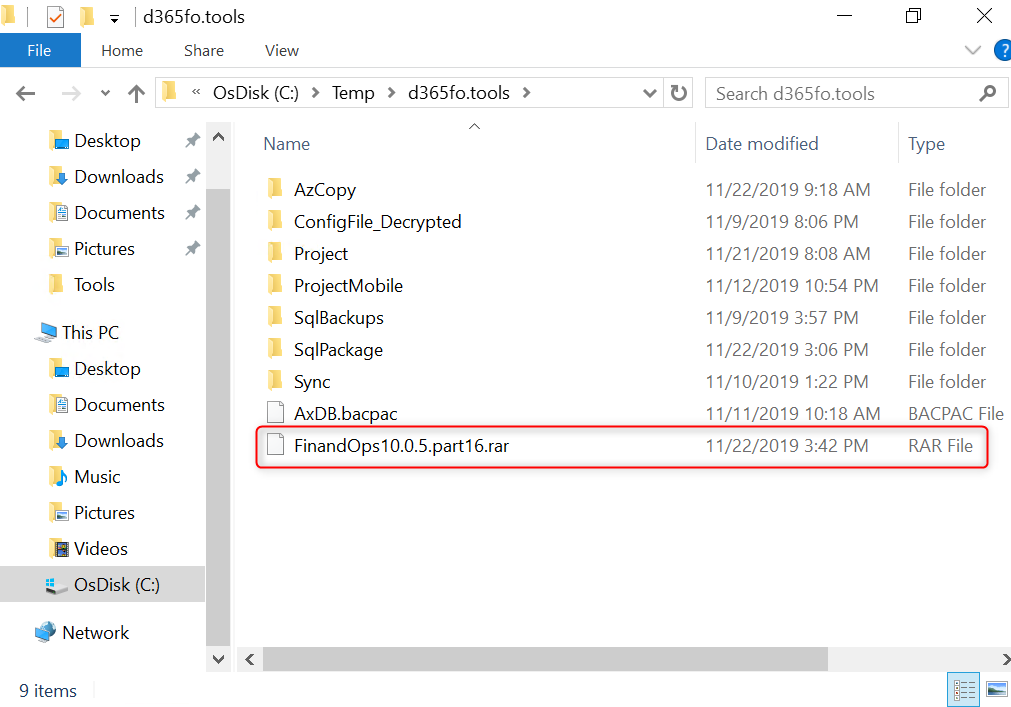 d365fo.tools
File Home Share View
?
« OsDisk (C:) Temp d365fo.tools Search d365fo.tools
Name Date modified Type
Desktop
Downloads
Documents
Pictures
Tools
This PC
Desktop
Documents
Downloads
Music
Pictures
Videos
OsDisk (C:)
Network
AzCopy 11/22/2019 9:18 AM File folder
ConfigFile_Decrypted 11/9/2019 8:06 PM File folder
Project 11/21/2019 8:08 AM File folder
ProjectMobile 11/12/2019 10:54 PM File folder
SqlBackups 11/9/2019 3:57 PM File folder
SqlPackage 11/22/2019 3:06 PM File folder
Sync 11/10/2019 1:22 PM File folder
AxDB.bacpac 11/11/2019 10:18 AM BACPAC File
FinandOps10.0.5.part16.rar 11/22/2019 3:42 PM RAR File
9 items